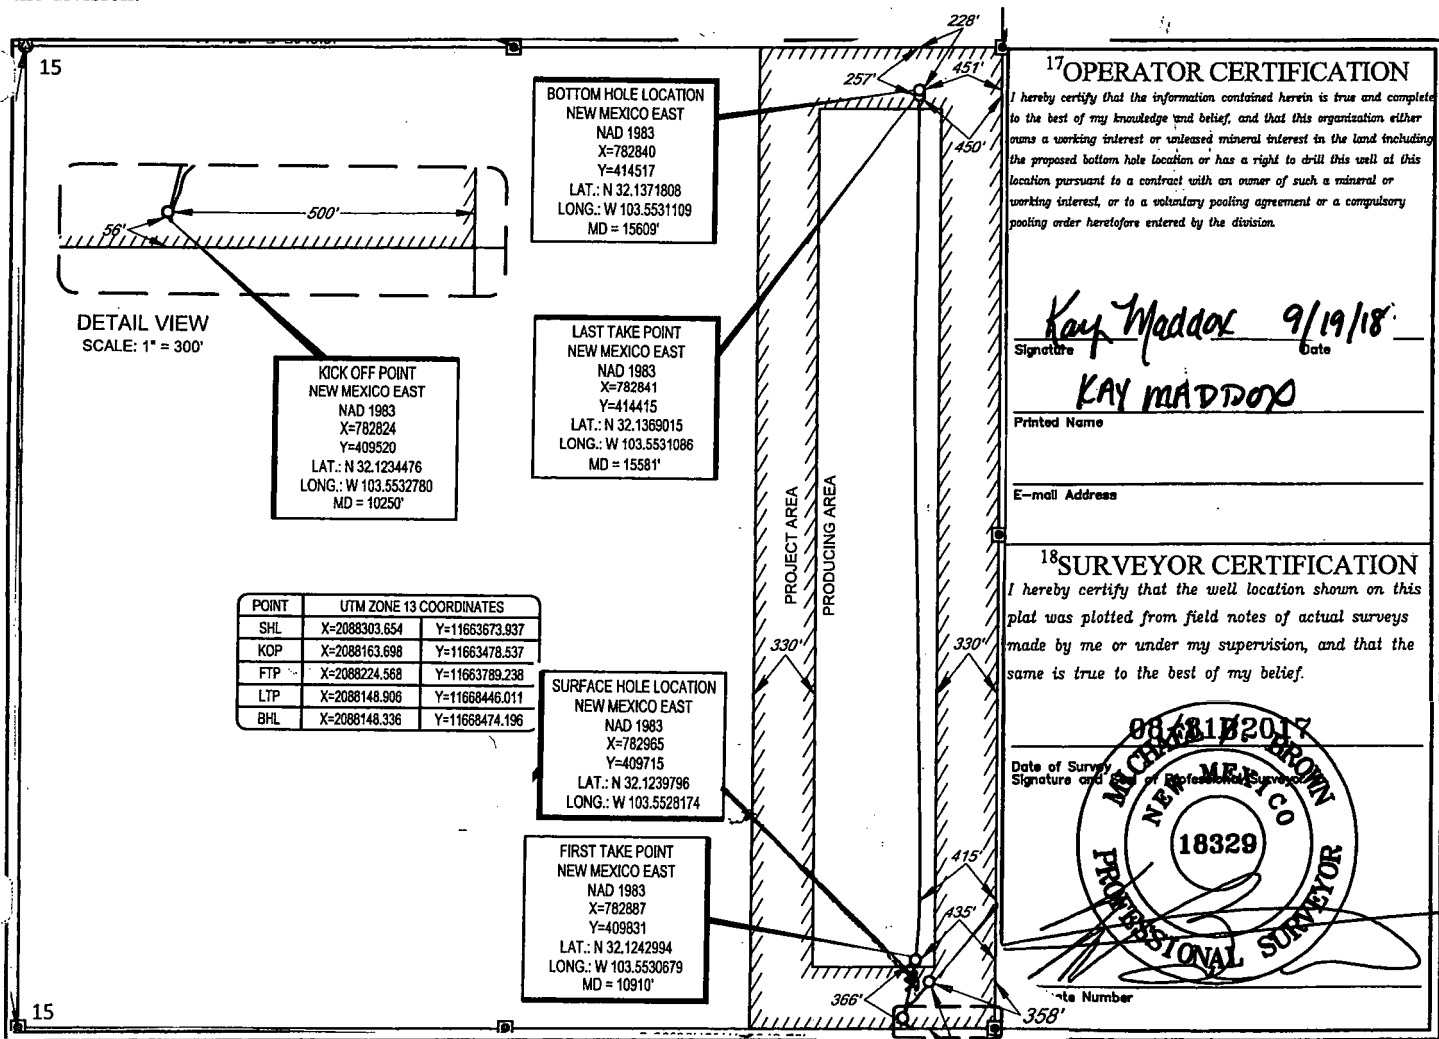 228'
15
257'
451'
450'
BOTTOM HOLE LOCATION
NEW MEXICO EAST
NAD 1983
X=782840
Y=414517
LAT.: N 32.1371808
LONG.: W 103.5531109
MD = 15609'
500'
56'
DETAIL VIEW
SCALE: 1" = 300'
LAST TAKE POINT
NEW MEXICO EAST
NAD 1983
X=782841
Y=414415
LAT.: N 32.1369015
LONG.: W 103.5531086
MD = 15581'
KICK OFF POINT
NEW MEXICO EAST
NAD 1983
X=782824
Y=409520
LAT.: N 32.1234476
LONG.: W 103.5532780
MD = 10250'
PROJECT AREA
PRODUCING AREA
330'
330'
POINT UTM ZONE 13 COORDINATES
SHL X=2088303.654 Y=11663673.937
KOP X=2088163.698 Y=11663478.537
FTP X=2088224.568 Y=11663789.238
LTP X=2088148.906 Y=11668446.011
BHL X=2088148.336 Y=11668474.196
SURFACE HOLE LOCATION
NEW MEXICO EAST
NAD 1983
X=782965
Y=409715
LAT.: N 32.1239796
LONG.: W 103.5528174
FIRST TAKE POINT
NEW MEXICO EAST
NAD 1983
X=782887
Y=409831
LAT.: N 32.1242994
LONG.: W 103.5530679
MD = 10910'
415'
435'
366'
358'
15
17 OPERATOR CERTIFICATION
I hereby certify that the information contained herein is true and complete
to the best of my knowledge and belief, and that this organization either
owns a working interest or unleased mineral interest in the land including
the proposed bottom hole location or has a right to drill this well at this
location pursuant to a contract with an owner of such a mineral or
working interest, or to a voluntary pooling agreement or a compulsory
pooling order heretofore entered by the division.
Kay Maddox 9/19/18
Signature Date
KAY MADDOX
Printed Name
E-mail Address
18 SURVEYOR CERTIFICATION
I hereby certify that the well location shown on this
plat was plotted from field notes of actual surveys
made by me or under my supervision, and that the
same is true to the best of my belief.
2017
Date of Survey
Signature and Seal of Professional Surveyor
MICHAEL BROWN
NEW MEXICO
18329
PROFESSIONAL SURVEYOR
Number